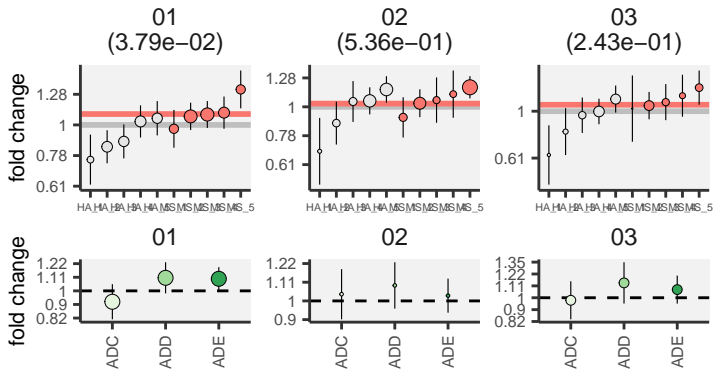 01
(3.79e−02)
02
(5.36e−01)
03
(2.43e−01)
fold change
1.28
1
0.78
0.61
1.28
1
0.78
0.61
1
0.61
01
02
03
fold change
1.22
1.11
1
0.9
0.82
1.22
1.11
1
0.9
1.35
1.22
1.11
1
0.9
0.82
ADC
ADD
ADE
ADC
ADD
ADE
ADC
ADD
ADE